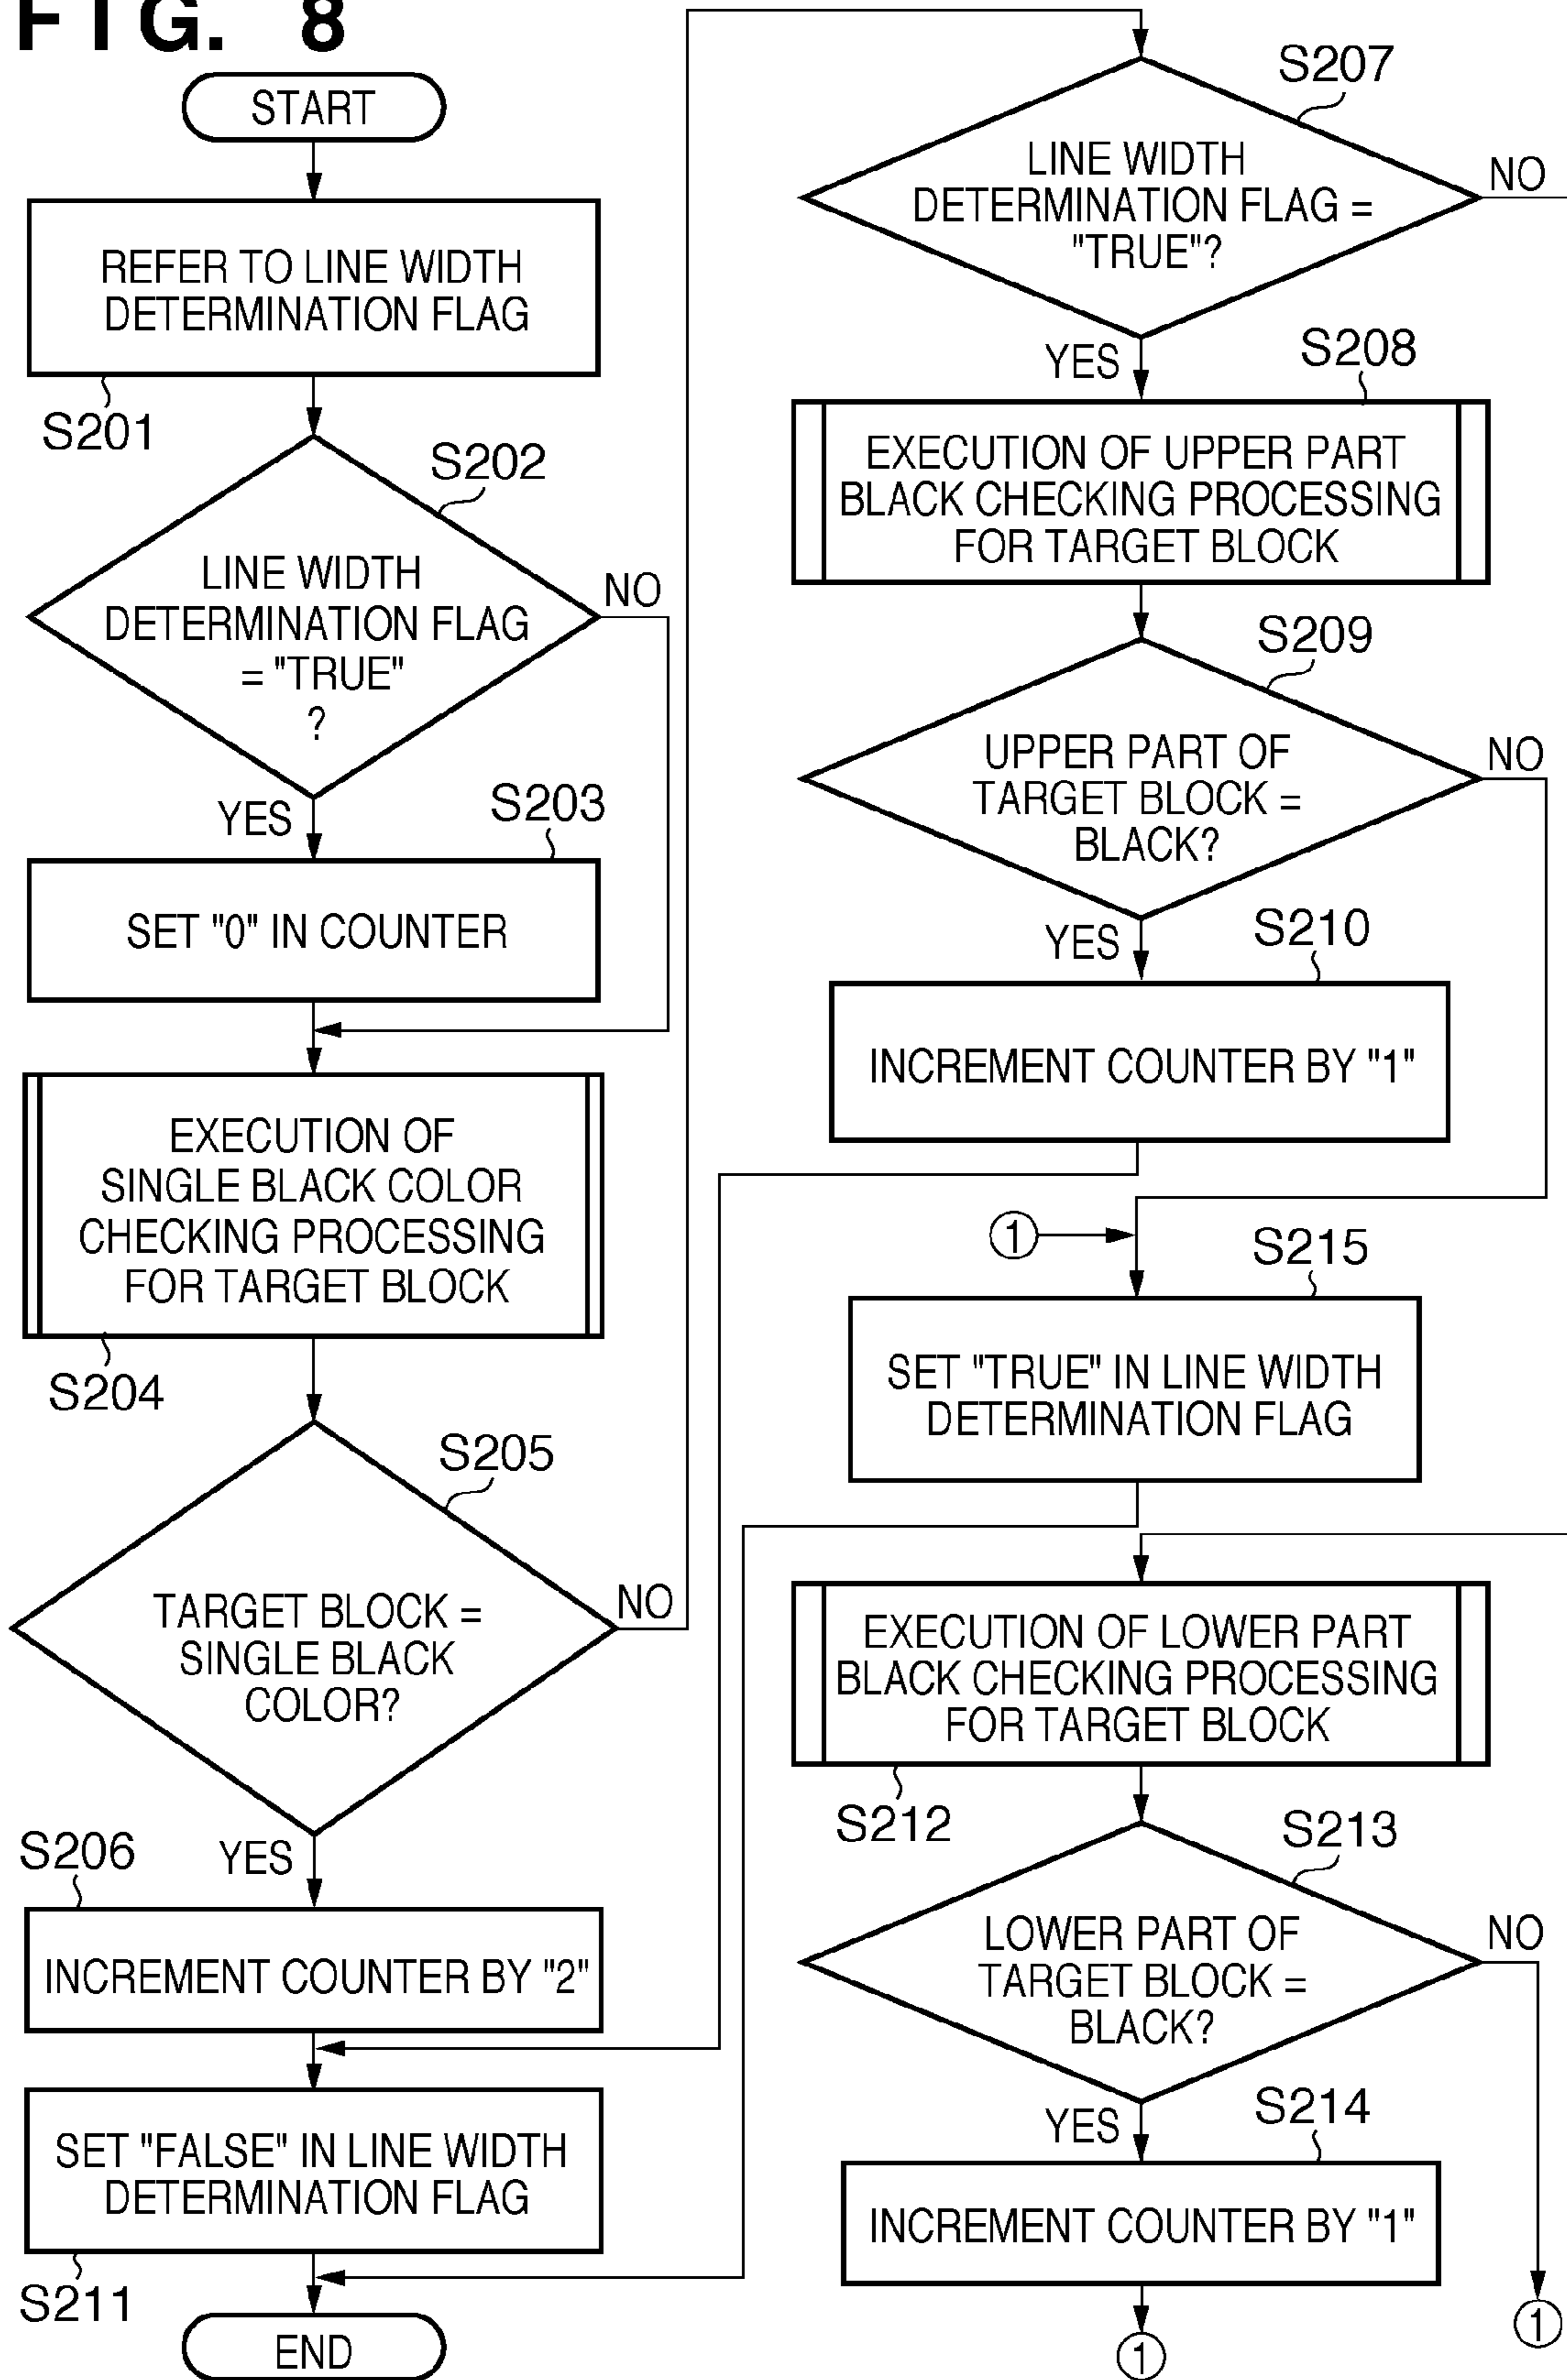 FIG. 8
START
REFER TO LINE WIDTH
DETERMINATION FLAG
S201
S202
LINE WIDTH
DETERMINATION FLAG
= "TRUE"
?
NO
YES
S203
SET "0" IN COUNTER
EXECUTION OF
SINGLE BLACK COLOR
CHECKING PROCESSING
FOR TARGET BLOCK
S204
S205
TARGET BLOCK =
SINGLE BLACK
COLOR?
NO
YES
S206
INCREMENT COUNTER BY "2"
SET "FALSE" IN LINE WIDTH
DETERMINATION FLAG
S211
END
S207
LINE WIDTH
DETERMINATION FLAG =
"TRUE"?
NO
YES
S208
EXECUTION OF UPPER PART
BLACK CHECKING PROCESSING
FOR TARGET BLOCK
S209
UPPER PART OF
TARGET BLOCK =
BLACK?
NO
YES
S210
INCREMENT COUNTER BY "1"
1
S215
SET "TRUE" IN LINE WIDTH
DETERMINATION FLAG
EXECUTION OF LOWER PART
BLACK CHECKING PROCESSING
FOR TARGET BLOCK
S212
S213
LOWER PART OF
TARGET BLOCK =
BLACK?
NO
YES
S214
INCREMENT COUNTER BY "1"
1
1